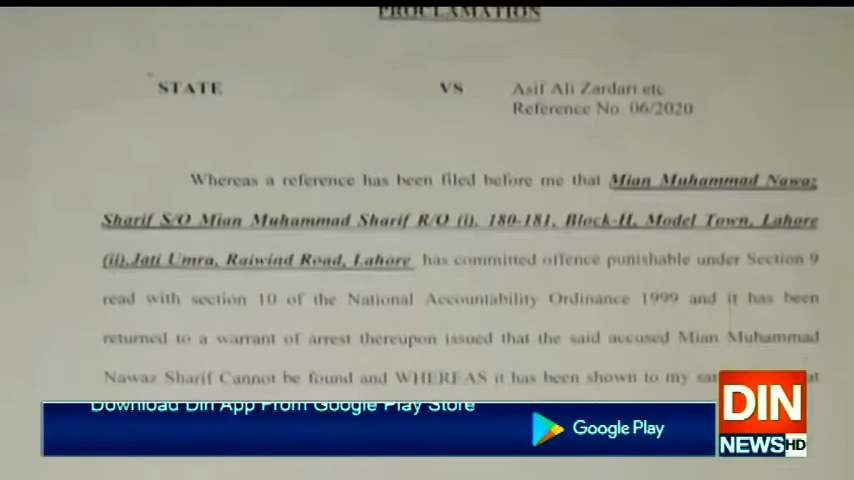 PROCLAMATION
STATE VS Asif Ali Zardari etc
Reference No. 06/2020
Whereas a reference has been filed before me that Mian Muhammad Nawaz
Sharif S/O Mian Muhammad Sharif R/O (i). 180-181, Block-H, Model Town, Lahore
(ii).Jati Umra, Raiwind Road, Lahore has committed offence punishable under Section 9
read with section 10 of the National Accountability Ordinance 1999 and it has been
returned to a warrant of arrest thereupon issued that the said accused Mian Muhammad
Nawaz Sharif Cannot be found and WHEREAS it has been shown to my
Download Din App From Google Play Store
Google Play
DIN
NEWS HD